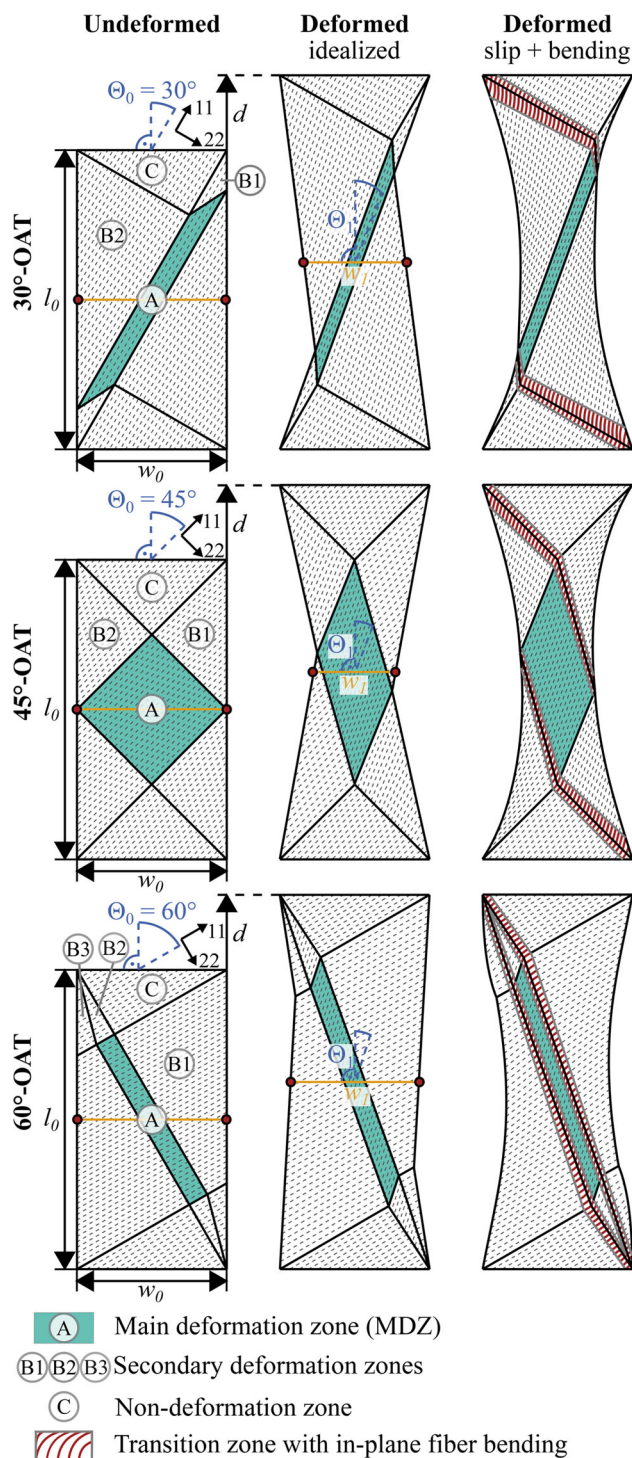 Undeformed
Deformed
idealized
Deformed
slip + bending
Θ0 = 30°
11
22
d
C
B1
B2
30°-OAT
l0
A
w0
Θ1
w1
Θ0 = 45°
11
22
d
C
B2
B1
45°-OAT
l0
A
w0
Θ1
w1
Θ0 = 60°
11
22
d
B3
B2
C
B1
60°-OAT
l0
A
w0
Θ1
w1
A Main deformation zone (MDZ)
B1 B2 B3 Secondary deformation zones
C Non-deformation zone
Transition zone with in-plane fiber bending